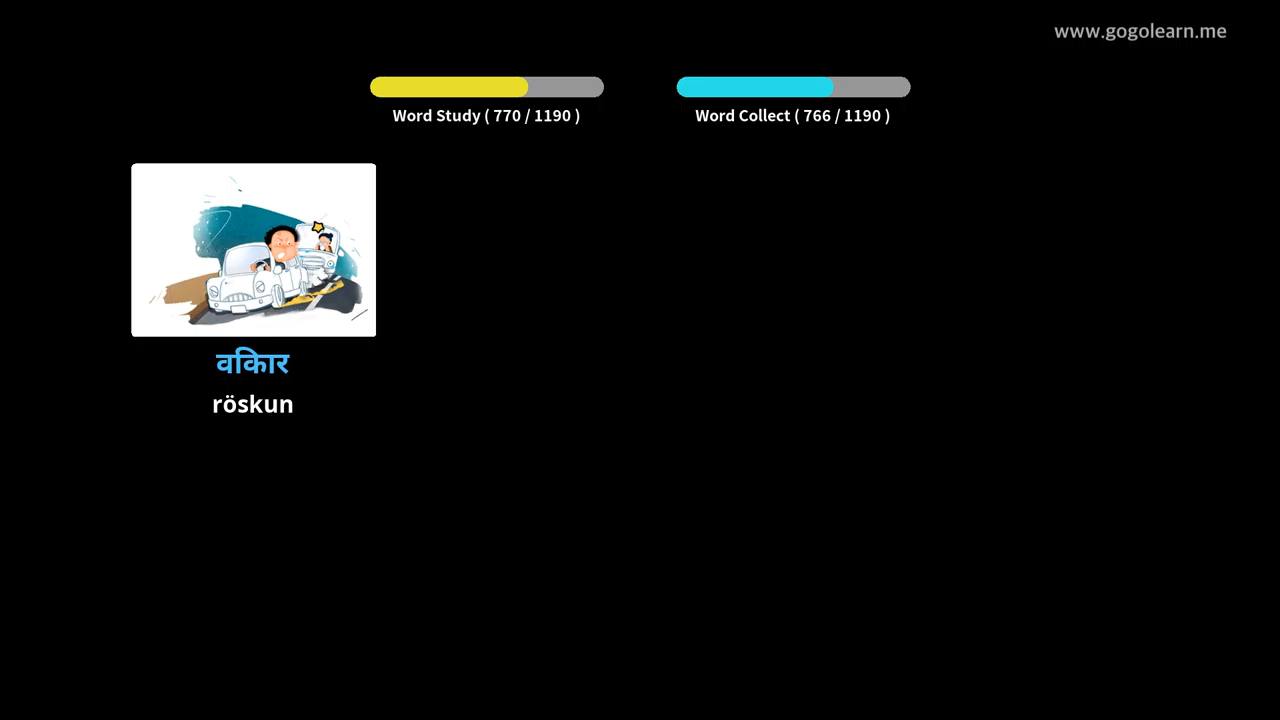 www.gogolearn.me
Word Study ( 770 / 1190 )
Word Collect ( 766 / 1190 )
वकिार
röskun